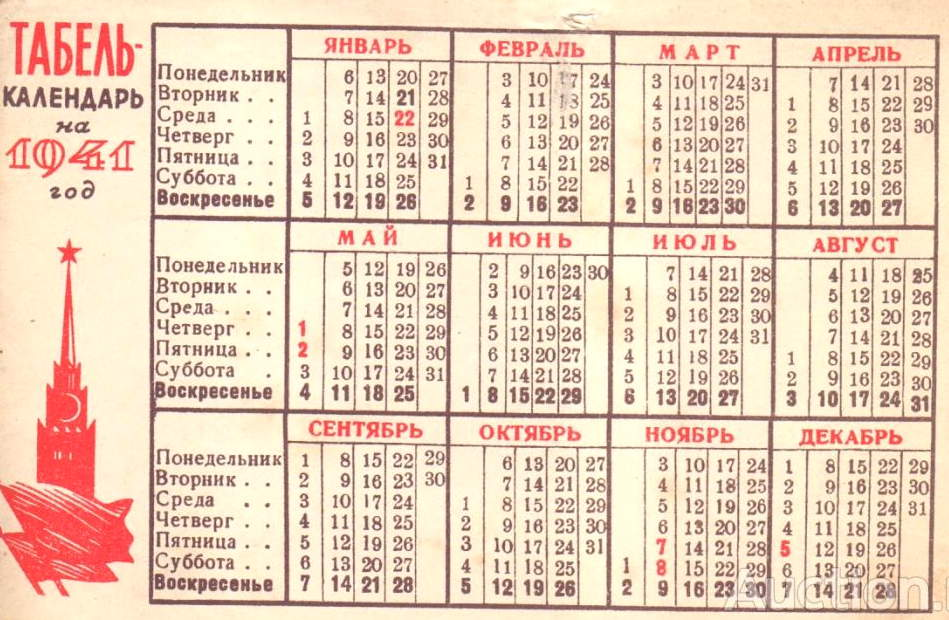 ТАБЕЛЬ-
КАЛЕНДАРЬ
на
1941
год
ЯНВАРЬ ФЕВРАЛЬ МАРТ АПРЕЛЬ
Понедельник 6 13 20 27 3 10 17 24 3 10 17 24 31 7 14 21 28
Вторник . . 7 14 21 28 4 11 18 25 4 11 18 25 1 8 15 22 29
Среда . . . 1 8 15 22 29 5 12 19 26 5 12 19 26 2 9 16 23 30
Четверг . . 2 9 16 23 30 6 13 20 27 6 13 20 27 3 10 17 24
Пятница . . 3 10 17 24 31 7 14 21 28 7 14 21 28 4 11 18 25
Суббота . . 4 11 18 25 1 8 15 22 1 8 15 22 29 5 12 19 26
Воскресенье 5 12 19 26 2 9 16 23 2 9 16 23 30 6 13 20 27
МАЙ ИЮНЬ ИЮЛЬ АВГУСТ
Понедельник 5 12 19 26 2 9 16 23 30 7 14 21 28 4 11 18 25
Вторник . . 6 13 20 27 3 10 17 24 1 8 15 22 29 5 12 19 26
Среда . . . 7 14 21 28 4 11 18 25 2 9 16 23 30 6 13 20 27
Четверг . . 1 8 15 22 29 5 12 19 26 3 10 17 24 31 7 14 21 28
Пятница . . 2 9 16 23 30 6 13 20 27 4 11 18 25 1 8 15 22 29
Суббота . . 3 10 17 24 31 7 14 21 28 5 12 19 26 2 9 16 23 30
Воскресенье 4 11 18 25 1 8 15 22 29 6 13 20 27 3 10 17 24 31
СЕНТЯБРЬ ОКТЯБРЬ НОЯБРЬ ДЕКАБРЬ
Понедельник 1 8 15 22 29 6 13 20 27 3 10 17 24 1 8 15 22 29
Вторник . . 2 9 16 23 30 7 14 21 28 4 11 18 25 2 9 16 23 30
Среда . . 3 10 17 24 1 8 15 22 29 5 12 19 26 3 10 17 24 31
Четверг . . 4 11 18 25 2 9 16 23 30 6 13 20 27 4 11 18 25
Пятница . . 5 12 19 26 3 10 17 24 31 7 14 21 28 5 12 19 26
Суббота . . 6 13 20 27 4 11 18 25 1 8 15 22 29 6 13 20 27
Воскресенье 7 14 21 28 5 12 19 26 2 9 16 23 30 7 14 21 28
Auction.